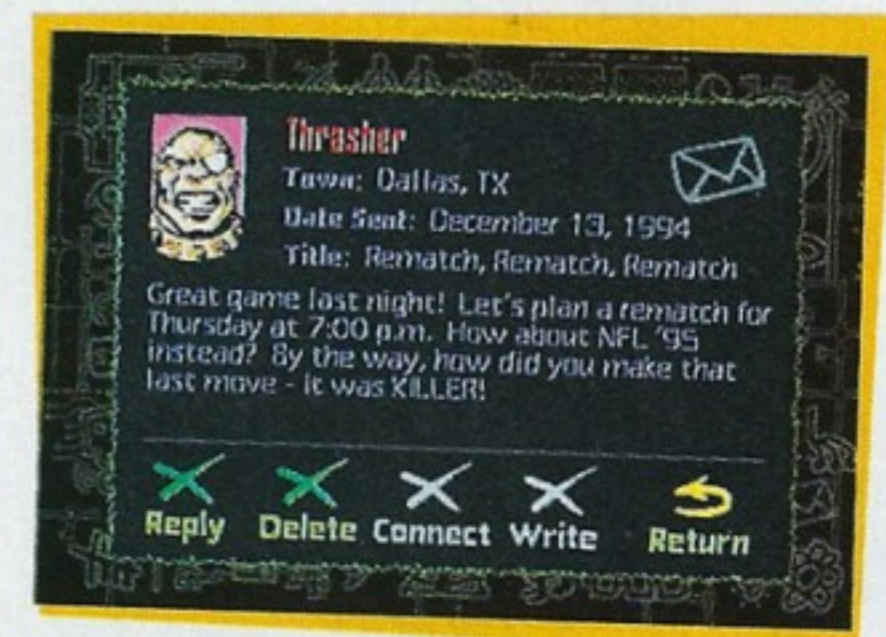 Thrasher
Town: Dallas, TX
Date Sent: December 13, 1994
Title: Rematch, Rematch, Rematch
Great game last night! Let's plan a rematch for
Thursday at 7:00 p.m. How about NFL '95
instead? By the way, how did you make that
last move - it was KILLER!
Reply Delete Connect Write Return